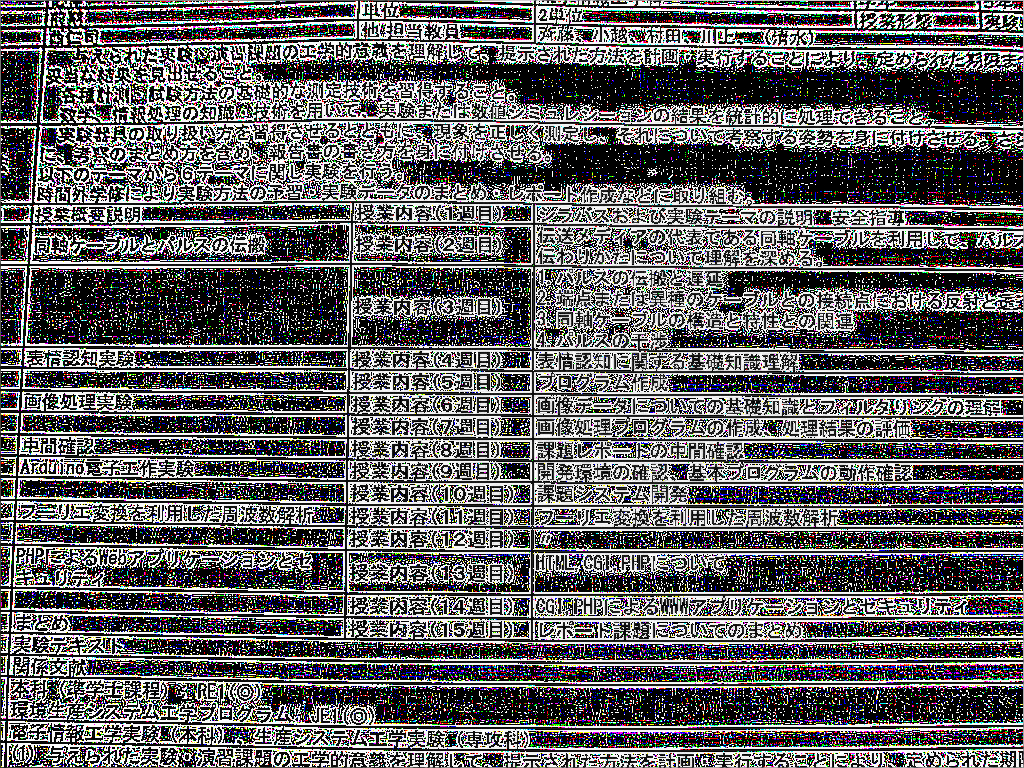 単位
2単位
授業形態
他の担当教員
斉藤 小越 村田 川上 (清水)
与えられた実験・演習課題の工学的意義を理解して、提示された方法を計画・実行することにより、定められた期限
妥当な結果を見出せること。
試験方法の基礎的な測定技術を習得すること。
数学、情報処理の知識・技術を用いて、実験または数値シミュレーションの結果を統計的に処理できること。
実験器具の取り扱い方を習得させるとともに、現象を正しく測定し、それについて考察する姿勢を身に付けさせる。さ
以下のテーマから6テーマに関し実験を行う。
時間外学修により実験方法の予習、実験データのまとめ、レポート作成などに取り組む。
授業概要説明
授業内容(1週目)
シラバスおよび実験テーマの説明、安全指導
同軸ケーブルとパルスの伝搬
授業内容(2週目)
伝送メディアの代表である同軸ケーブルを利用して、パルス
伝わりかたについて理解を深める。
授業内容(3週目)
1.パルスの伝搬と遅延
2.端点または異種のケーブルとの接続点における反射と定
3.同軸ケーブルの構造と特性との関連
表情認知実験
授業内容(4週目)
表情認知に関する基礎知識理解
授業内容(5週目)
プログラム作成
画像処理実験
授業内容(6週目)
画像データについての基礎知識とフィルタリングの理解
授業内容(7週目)
画像処理プログラムの作成、処理結果の評価
中間確認
授業内容(8週目)
課題レポートの中間確認
Arduino電子工作実験
授業内容(9週目)
開発環境の確認、基本プログラムの動作確認
授業内容(10週目)
課題システム開発
フーリエ変換を利用した周波数解析
授業内容(11週目)
フーリエ変換を利用した周波数解析
授業内容(12週目)
PHPによるWebアプリケーションとセ
キュリティ
授業内容(13週目)
HTML,CGI,PHPについて
授業内容(14週目)
CGI,PHPによるWWWアプリケーションとセキュリティ
まとめ
授業内容(15週目)
レポート課題についてのまとめ
実験テキスト
関係文献
本科(準学士課程):RE1(◎)
環境生産システム工学プログラム:JE1(◎)
電子情報工学実験(本科)、生産システム工学実験(専攻科)
(1)与えられた実験・演習課題の工学的意義を理解して、提示された方法を計画・実行することにより、定められた期